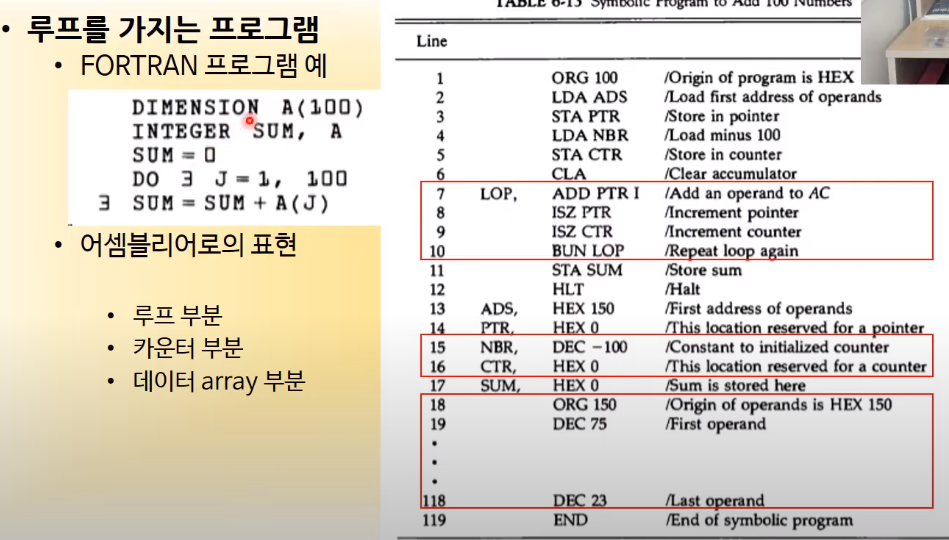 • 루프를 가지는 프로그램
• FORTRAN 프로그램 예
DIMENSION A(100)
INTEGER SUM, A
SUM = 0
DO 3 J = 1, 100
3 SUM = SUM + A(J)
• 어셈블리어로의 표현
• 루프 부분
• 카운터 부분
• 데이터 array 부분
TABLE 6-13 Symbolic Program to Add 100 Numbers
Line
1 ORG 100 /Origin of program is HEX
2 LDA ADS /Load first address of operands
3 STA PTR /Store in pointer
4 LDA NBR /Load minus 100
5 STA CTR /Store in counter
6 CLA /Clear accumulator
7 LOP, ADD PTR I /Add an operand to AC
8 ISZ PTR /Increment pointer
9 ISZ CTR /Increment counter
10 BUN LOP /Repeat loop again
11 STA SUM /Store sum
12 HLT /Halt
13 ADS, HEX 150 /First address of operands
14 PTR, HEX 0 /This location reserved for a pointer
15 NBR, DEC −100 /Constant to initialized counter
16 CTR, HEX 0 /This location reserved for a counter
17 SUM, HEX 0 /Sum is stored here
18 ORG 150 /Origin of operands is HEX 150
19 DEC 75 /First operand
•
•
•
118 DEC 23 /Last operand
119 END /End of symbolic program